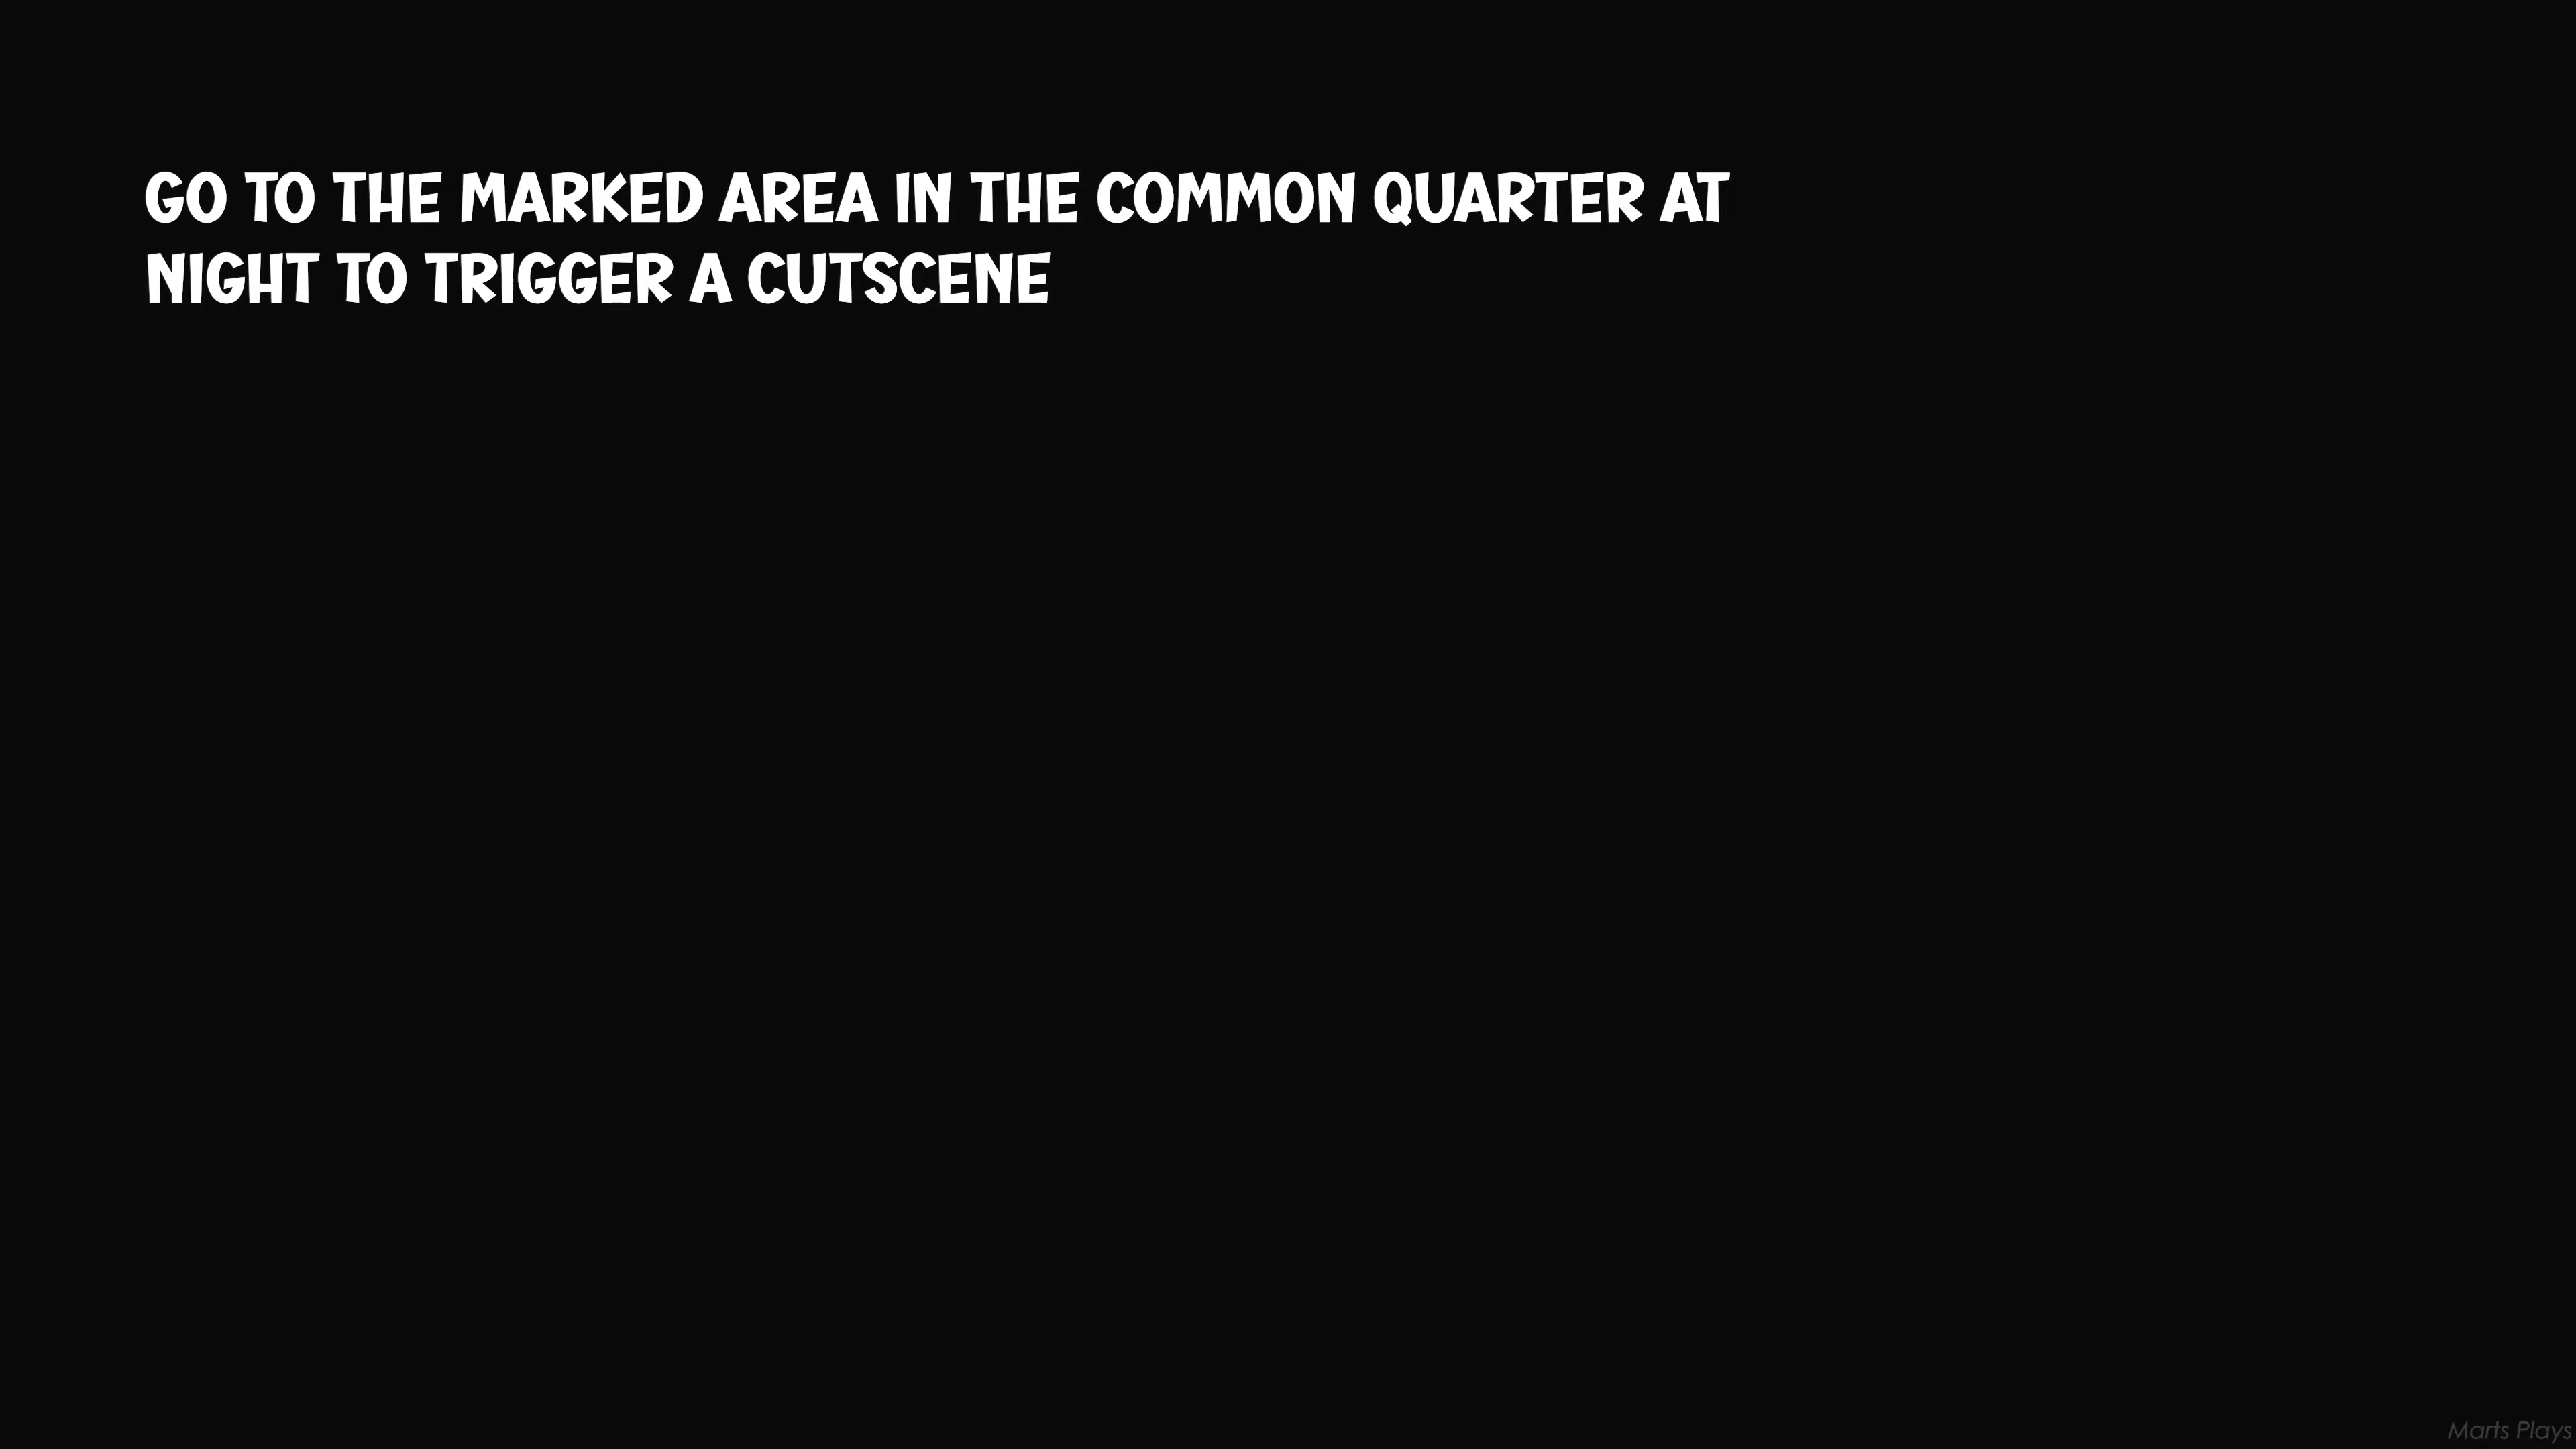 GO TO THE MARKED AREA IN THE COMMON QUARTER AT
NIGHT TO TRIGGER A CUTSCENE
Marts Plays